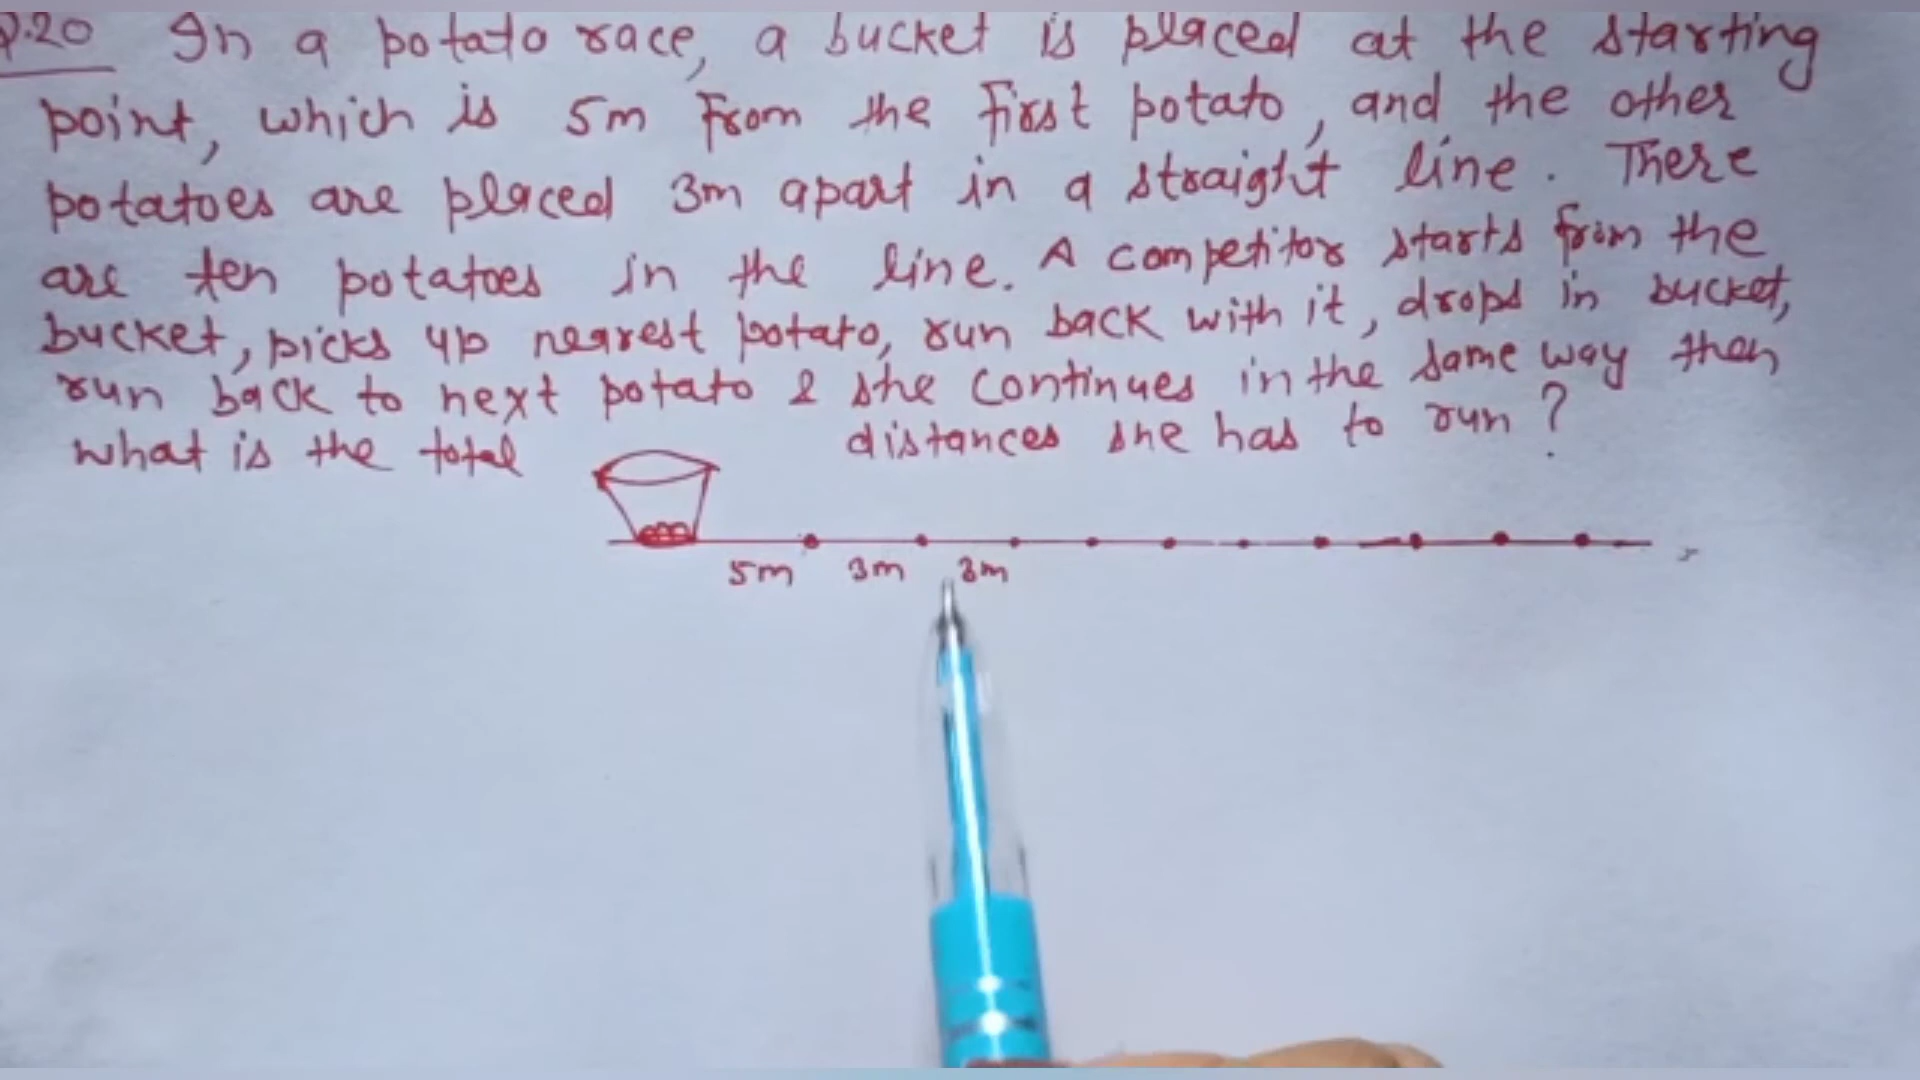 Q.20 In a potato race, a bucket is placed at the starting
point, which is 5m from the first potato, and the other
potatoes are placed 3m apart in a straight line. There
are ten potatoes in the line. A competitor starts from the
bucket, picks up nearest potato, run back with it, drops in bucket,
run back to next potato & she continues in the same way then
what is the total distances she has to run?
5m 3m 3m